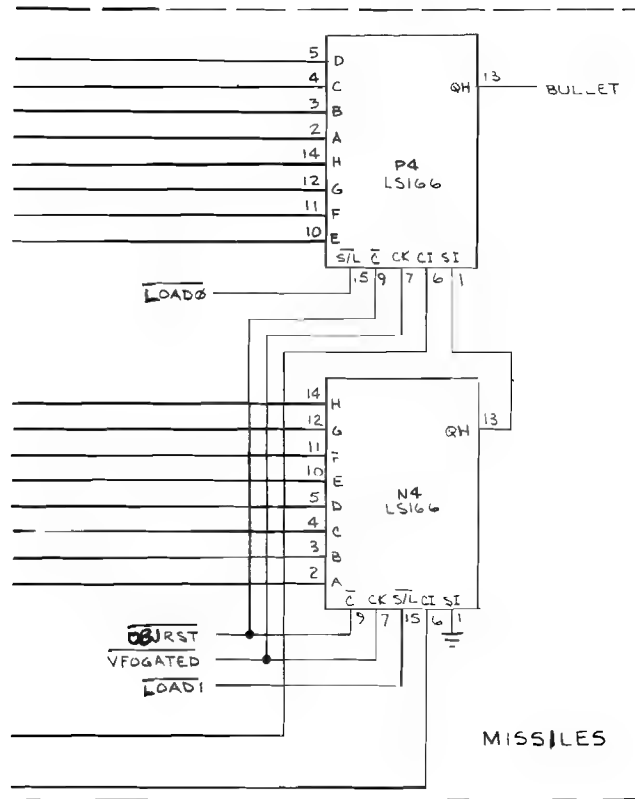 5 D
4 C
3 B
2 A
14 H
12 G
11 F
10 E
QH 13 BULLET
P4
LS166
S/L C CK CI SI
15 9 7 6 1
LOADØ
14 H
12 G
11 F
10 E
5 D
4 C
3 B
2 A
QH 13
N4
LS166
C CK S/L CI SI
9 7 15 6 1
OBJRST
VFOGATED
LOAD1
MISSILES